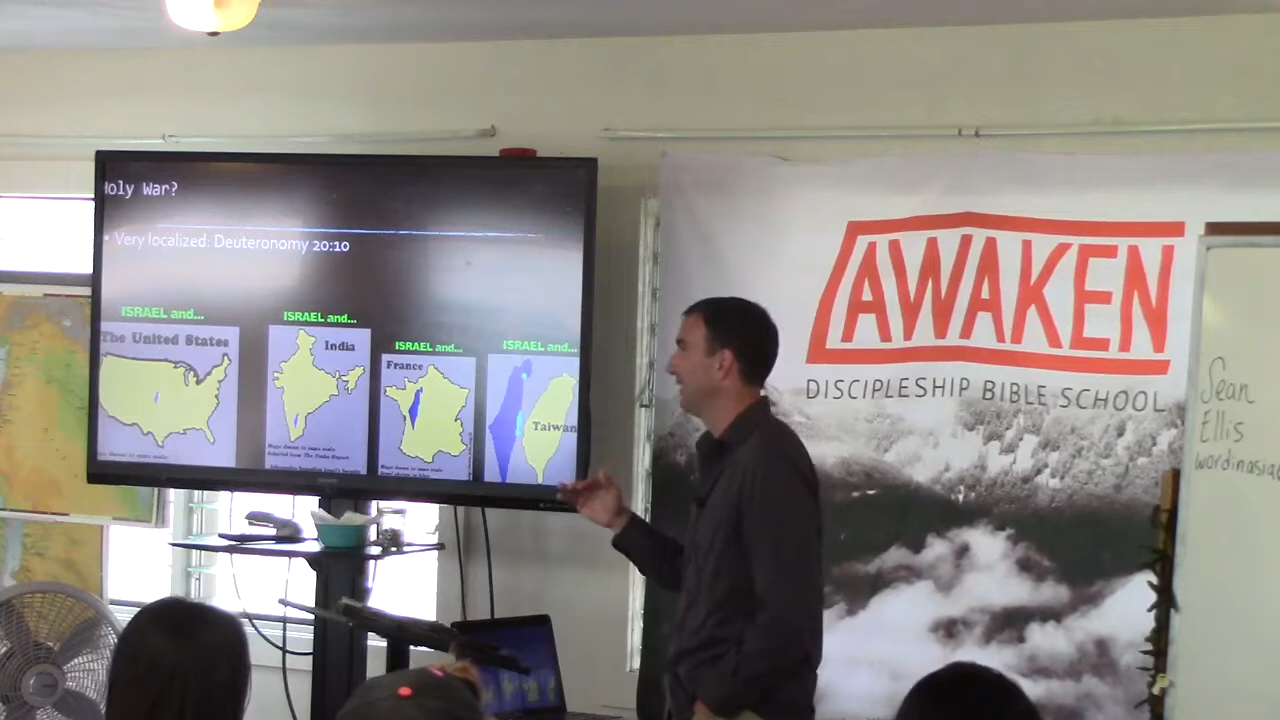 Holy War?
• Very localized: Deuteronomy 20:10
ISRAEL and...
The United States
ISRAEL and...
India
ISRAEL and...
France
ISRAEL and...
Taiwan
AWAKEN
DISCIPLESHIP BIBLE SCHOOL
Sean
Ellis